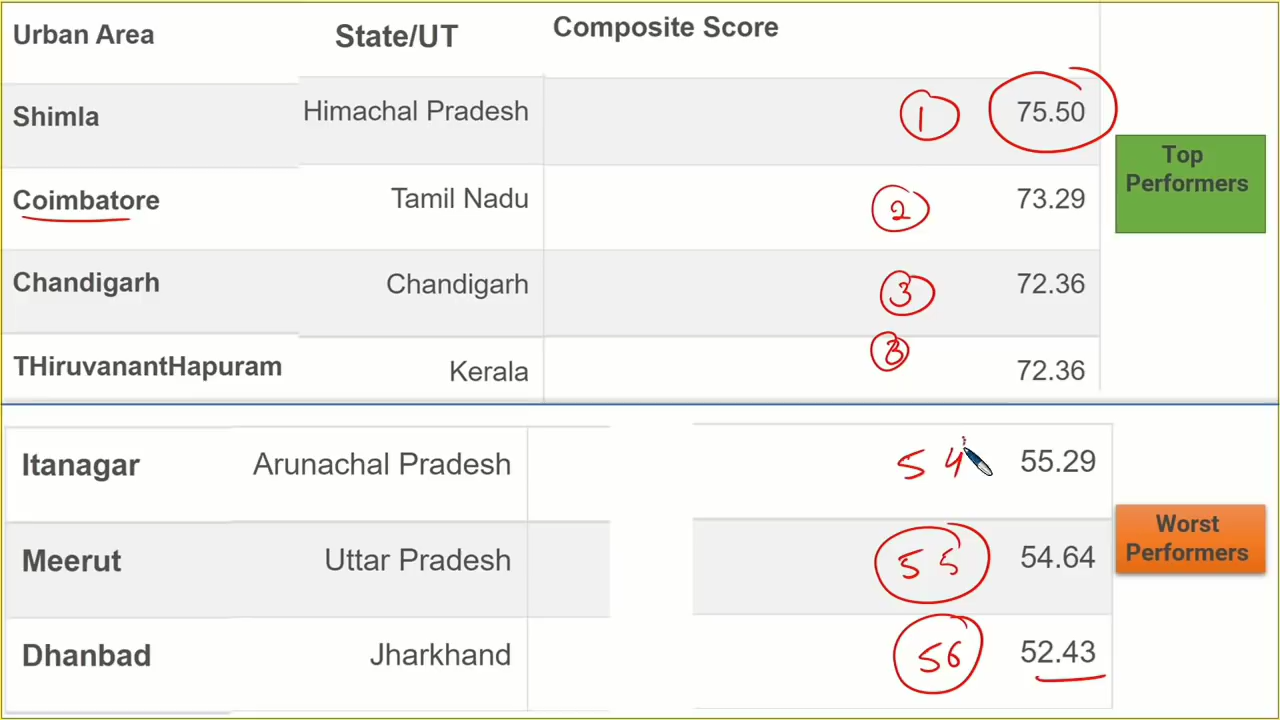 Urban Area State/UT Composite Score
Shimla Himachal Pradesh 1 75.50
Top
Performers
Coimbatore Tamil Nadu 2 73.29
Chandigarh Chandigarh 3 72.36
THiruvanantHapuram Kerala 3 72.36
Itanagar Arunachal Pradesh 54 55.29
Worst
Performers
Meerut Uttar Pradesh 55 54.64
Dhanbad Jharkhand 56 52.43